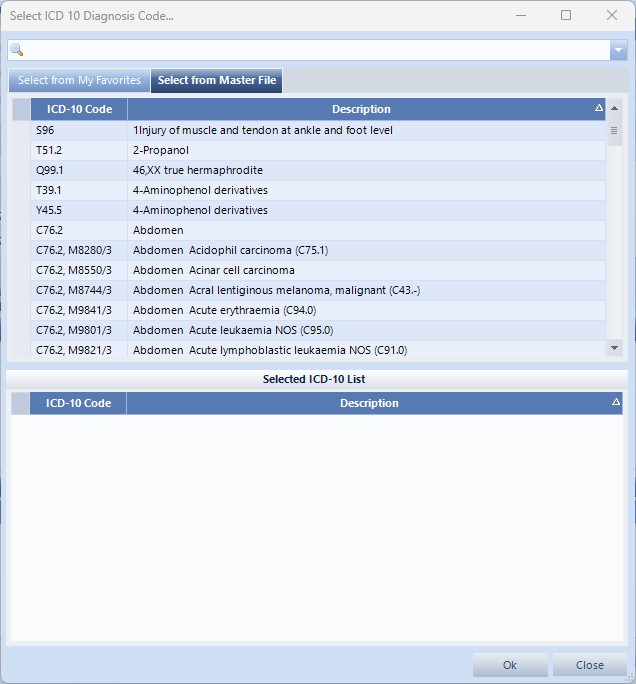 Select ICD 10 Diagnosis Code...
Select from My Favorites Select from Master File
ICD-10 Code Description
S96 1Injury of muscle and tendon at ankle and foot level
T51.2 2-Propanol
Q99.1 46,XX true hermaphrodite
T39.1 4-Aminophenol derivatives
Y45.5 4-Aminophenol derivatives
C76.2 Abdomen
C76.2, M8280/3 Abdomen Acidophil carcinoma (C75.1)
C76.2, M8550/3 Abdomen Acinar cell carcinoma
C76.2, M8744/3 Abdomen Acral lentiginous melanoma, malignant (C43.-)
C76.2, M9841/3 Abdomen Acute erythraemia (C94.0)
C76.2, M9801/3 Abdomen Acute leukaemia NOS (C95.0)
C76.2, M9821/3 Abdomen Acute lymphoblastic leukaemia NOS (C91.0)
Selected ICD-10 List
ICD-10 Code Description
Ok Close